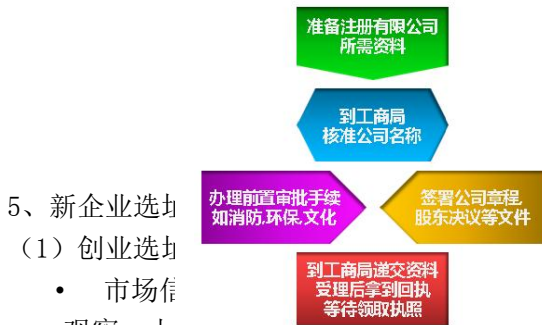 准备注册有限公司
所需资料
到工商局
核准公司名称
办理前置审批手续
如消防.环保.文化
签署公司章程,
股东决议等文件
到工商局递交资料
受理后拿到回执
等待领取执照
5、新企业选址
（1）创业选址
• 市场信